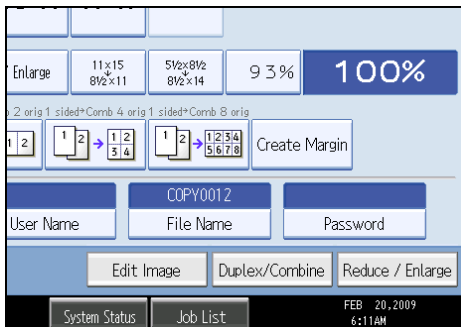 / Enlarge
11×15
8½×11
5½×8½
8½×14
93%
100%
2 orig 1 sided→Comb 4 orig 1 sided→Comb 8 orig
1 2
1 2 → 1 2 3 4
1 2 → 1 2 3 4 5 6 7 8
Create Margin
COPY0012
User Name
File Name
Password
Edit Image
Duplex/Combine
Reduce / Enlarge
System Status
Job List
FEB 20,2009
6:11AM